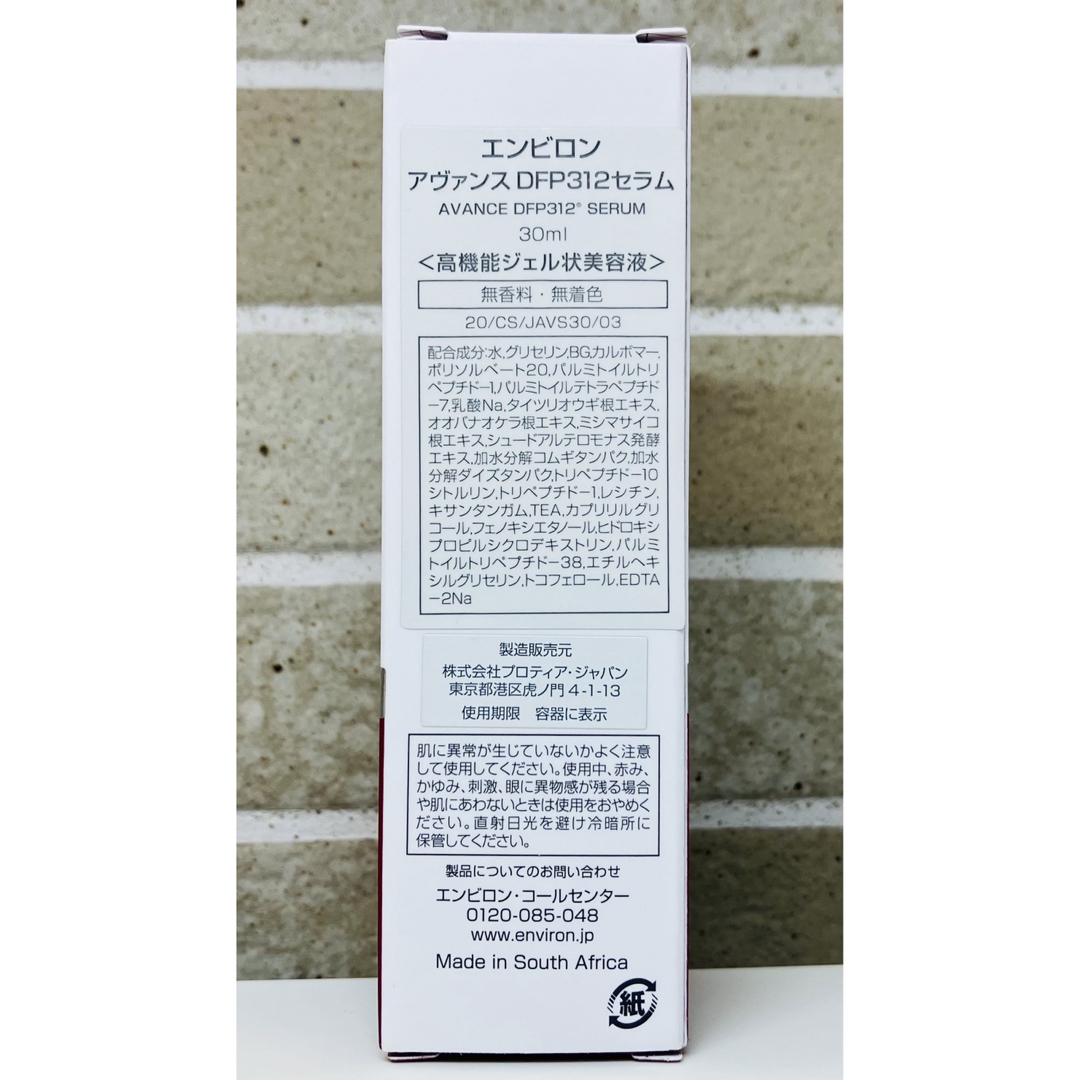 エンビロン
アヴァンス DFP312セラム
AVANCE DFP312® SERUM
30ml
<高機能ジェル状美容液>
無香料・無着色
20/CS/JAVS30/03
配合成分:水,グリセリン,BG,カルボマー,
ポリソルベート20,パルミトイルトリ
ペプチド-1,パルミトイルテトラペプチド
-7,乳酸Na,タイツリオウギ根エキス,
オオバナオケラ根エキス,ミシマサイコ
根エキス,シュードアルテロモナス発酵
エキス,加水分解コムギタンパク,加水
分解ダイズタンパク,トリペプチド-10
シトルリン,トリペプチド-1,レシチン,
キサンタンガム,TEA,カプリリルグリ
コール,フェノキシエタノール,ヒドロキシ
プロピルシクロデキストリン,パルミ
トイルトリペプチド-38,エチルヘキ
シルグリセリン,トコフェロール,EDTA
-2Na
製造販売元
株式会社プロティア・ジャパン
東京都港区虎ノ門 4-1-13
使用期限 容器に表示
肌に異常が生じていないかよく注意
して使用してください。使用中、赤み、
かゆみ、刺激、眼に異物感が残る場合
や肌にあわないときは使用をおやめく
ださい。直射日光を避け冷暗所に
保管してください。
製品についてのお問い合わせ
エンビロン・コールセンター
0120-085-048
www.environ.jp
Made in South Africa
紙